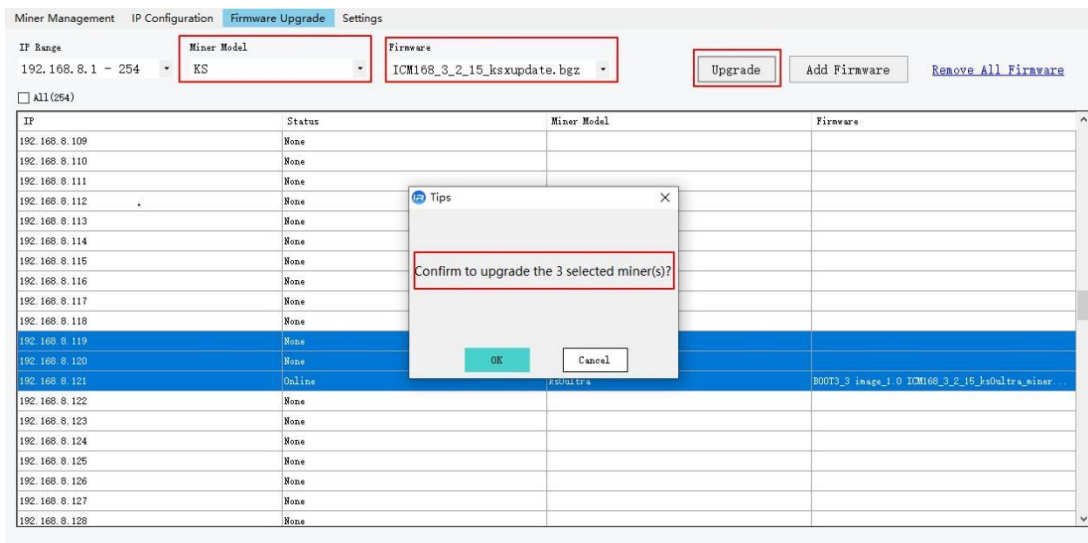 Miner Management IP Configuration Firmware Upgrade Settings
IP Range Miner Model Firmware
192.168.8.1 - 254 KS ICM168_3_2_15_ksxupdate.bgz Upgrade Add Firmware Remove All Firmware
All(254)
IP Status Miner Model Firmware
192.168.8.109 None
192.168.8.110 None
192.168.8.111 None
192.168.8.112 None
192.168.8.113 None
192.168.8.114 None
192.168.8.115 None
192.168.8.116 None
192.168.8.117 None
192.168.8.118 None
192.168.8.119 None
192.168.8.120 None
192.168.8.121 Online ks0ultra BOOT3_3 image_1.0 ICM168_3_2_15_ks0ultra_miner...
192.168.8.122 None
192.168.8.123 None
192.168.8.124 None
192.168.8.125 None
192.168.8.126 None
192.168.8.127 None
192.168.8.128 None
Tips
Confirm to upgrade the 3 selected miner(s)?
OK Cancel